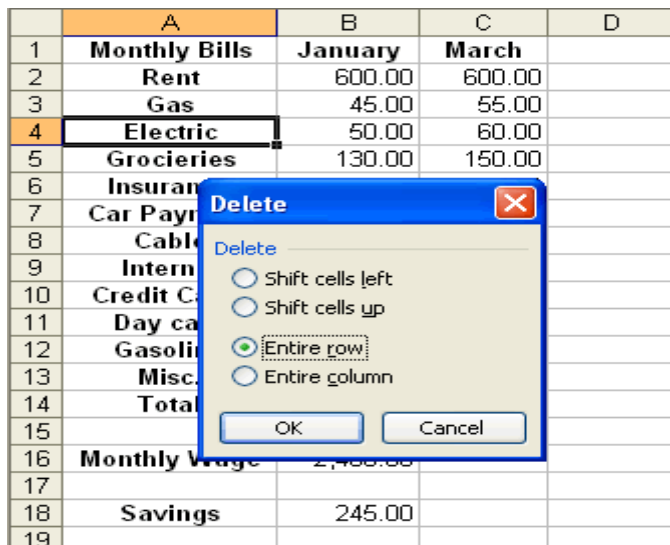 A B C D
1 Monthly Bills January March
2 Rent 600.00 600.00
3 Gas 45.00 55.00
4 Electric 50.00 60.00
5 Grocieries 130.00 150.00
6
7 Car
8
9
10 Credit
11 Day
12
13 Misc.
14
15
16 Monthly
17
18 Savings 245.00
19
Delete
Delete
Shift cells left
Shift cells up
Entire row
Entire column
OK Cancel